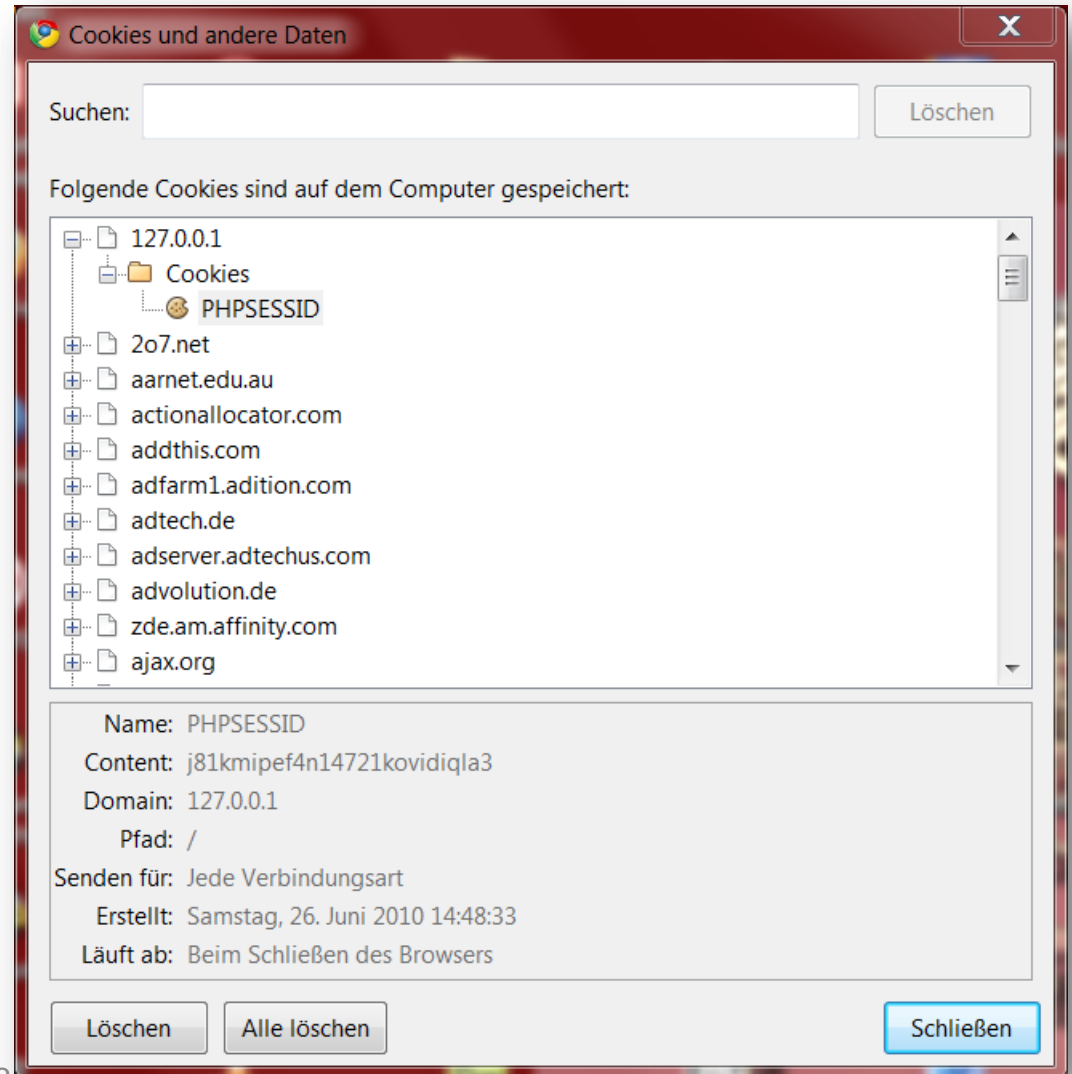 Cookies und andere Daten
X
Suchen:
Löschen
Folgende Cookies sind auf dem Computer gespeichert:
127.0.0.1
Cookies
PHPSESSID
2o7.net
aarnet.edu.au
actionallocator.com
addthis.com
adfarm1.adition.com
adtech.de
adserver.adtechus.com
advolution.de
zde.am.affinity.com
ajax.org
Name: PHPSESSID
Content: j81kmipef4n14721kovidiqla3
Domain: 127.0.0.1
Pfad: /
Senden für: Jede Verbindungsart
Erstellt: Samstag, 26. Juni 2010 14:48:33
Läuft ab: Beim Schließen des Browsers
Löschen Alle löschen Schließen